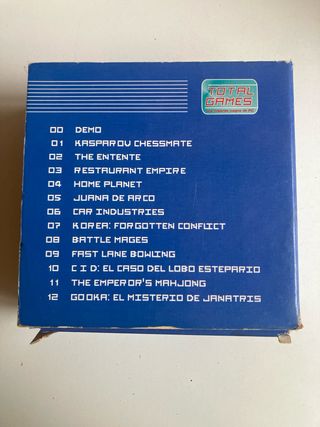 TOTAL
GAMES
00 DEMO
01 KASPAROV CHESSMATE
02 THE ENTENTE
03 RESTAURANT EMPIRE
04 HOME PLANET
05 JUANA DE ARCO
06 CAR INDUSTRIES
07 KOREA: FORGOTTEN CONFLICT
08 BATTLE MAGES
09 FAST LANE BOWLING
10 C I D: EL CASO DEL LOBO ESTEPARIO
11 THE EMPEROR'S MAHJONG
12 GOOKA: EL MISTERIO DE JANATRIS